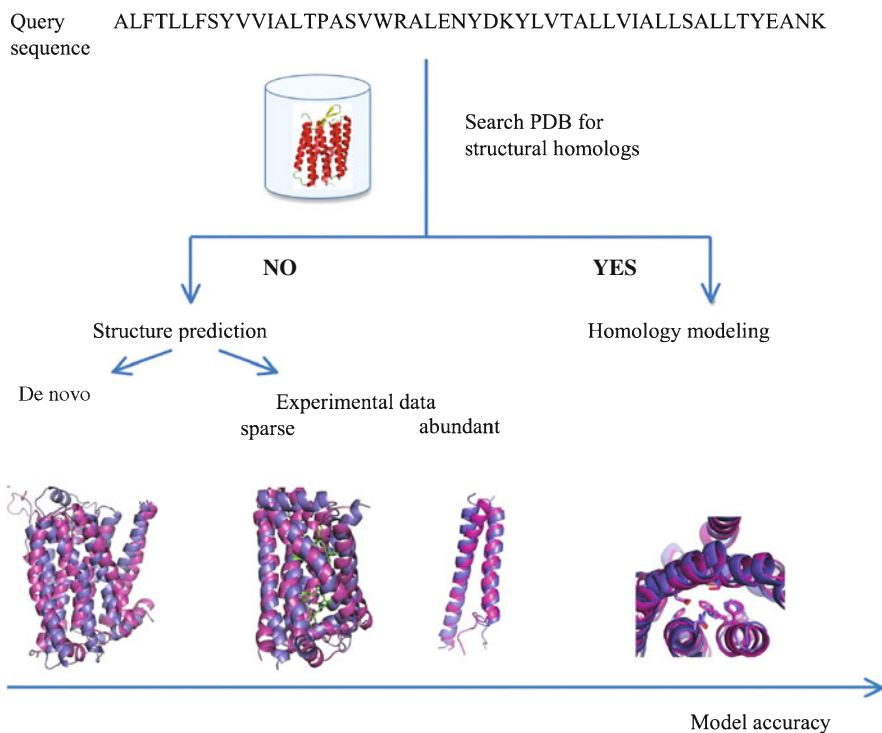 Query sequence
ALFTLLFSYVVIALTPASVWRALENYDKYLVTALLVIALLSALLTYEANK
Search PDB for
structural homologs
NO
YES
Structure prediction
Homology modeling
De novo
Experimental data
sparse
abundant
Model accuracy